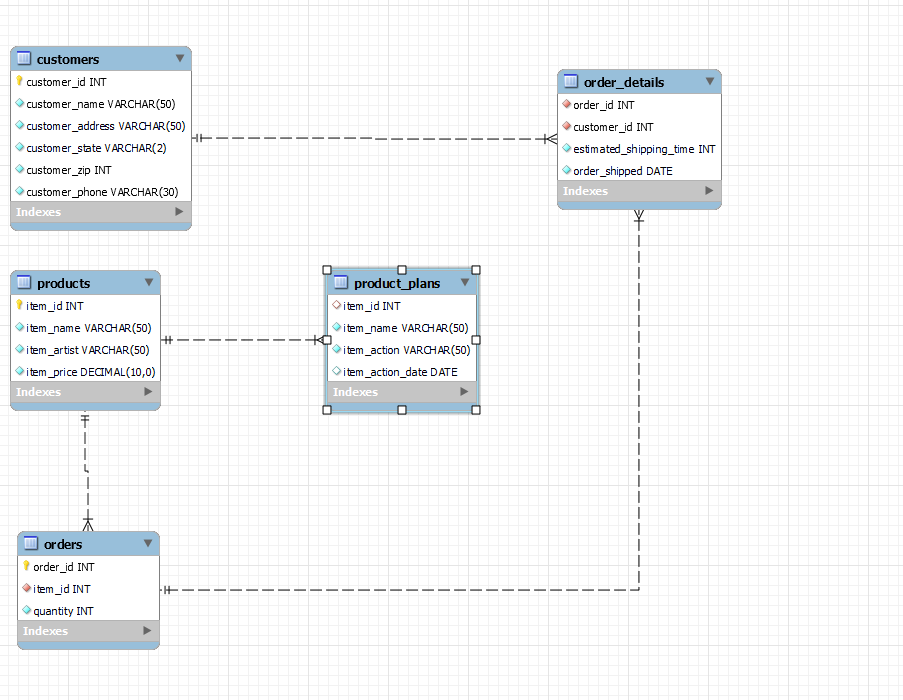 customers
customer_id INT
customer_name VARCHAR(50)
customer_address VARCHAR(50)
customer_state VARCHAR(2)
customer_zip INT
customer_phone VARCHAR(30)
Indexes
order_details
order_id INT
customer_id INT
estimated_shipping_time INT
order_shipped DATE
Indexes
products
item_id INT
item_name VARCHAR(50)
item_artist VARCHAR(50)
item_price DECIMAL(10,0)
Indexes
product_plans
item_id INT
item_name VARCHAR(50)
item_action VARCHAR(50)
item_action_date DATE
Indexes
orders
order_id INT
item_id INT
quantity INT
Indexes